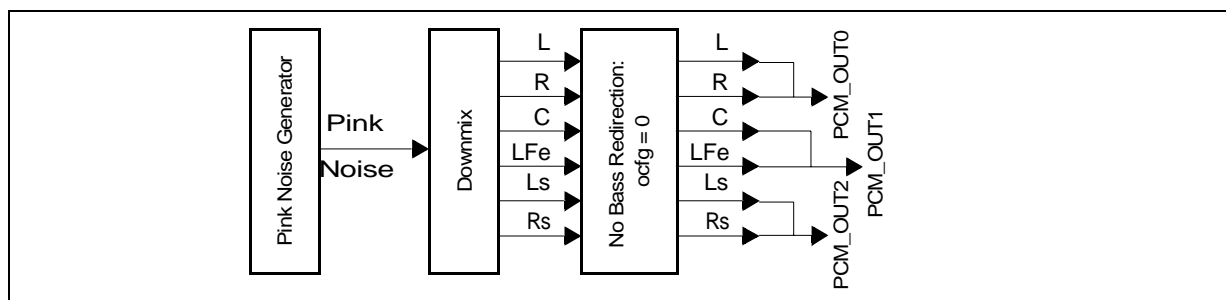 Pink Noise Generator
Pink
Noise
Downmix
L
R
C
LFe
Ls
Rs
No Bass Redirection:
ocfg = 0
L
R
C
LFe
Ls
Rs
PCM_OUT0
PCM_OUT1
PCM_OUT2